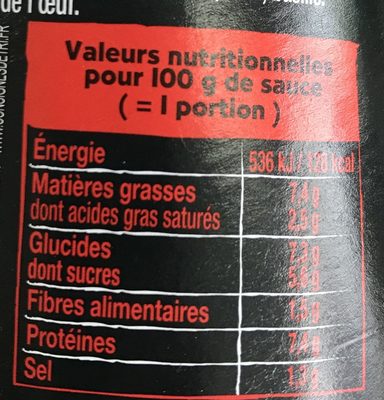 de l'œuf.
Valeurs nutritionnelles
pour 100 g de sauce
( = 1 portion )
Énergie 536 kJ / 128 kcal
Matières grasses 7,4 g
dont acides gras saturés 2,5 g
Glucides 7,3 g
dont sucres 5,6 g
Fibres alimentaires 1,5 g
Protéines 7,4 g
Sel 1,3 g